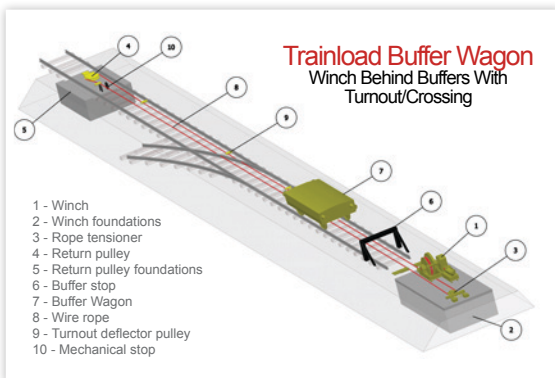 Trainload Buffer Wagon
Winch Behind Buffers With
Turnout/Crossing
4
10
8
5
9
7
6
1
3
2
1 - Winch
2 - Winch foundations
3 - Rope tensioner
4 - Return pulley
5 - Return pulley foundations
6 - Buffer stop
7 - Buffer Wagon
8 - Wire rope
9 - Turnout deflector pulley
10 - Mechanical stop